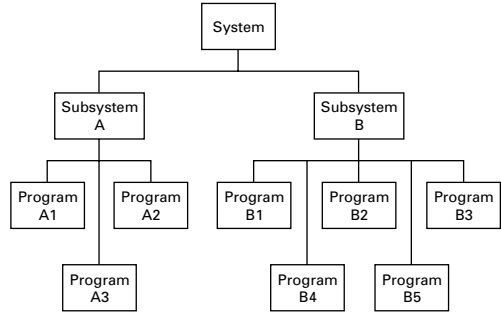 System
Subsystem
A
Subsystem
B
Program
A1
Program
A2
Program
B1
Program
B2
Program
B3
Program
A3
Program
B4
Program
B5